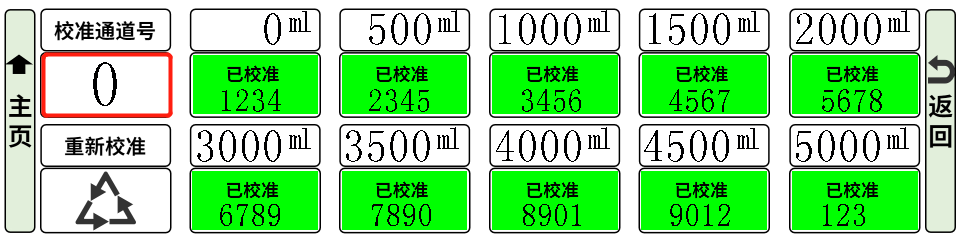 主页
校准通道号
0
重新校准
0ml
已校准
1234
500ml
已校准
2345
1000ml
已校准
3456
1500ml
已校准
4567
2000ml
已校准
5678
3000ml
已校准
6789
3500ml
已校准
7890
4000ml
已校准
8901
4500ml
已校准
9012
5000ml
已校准
123
返回